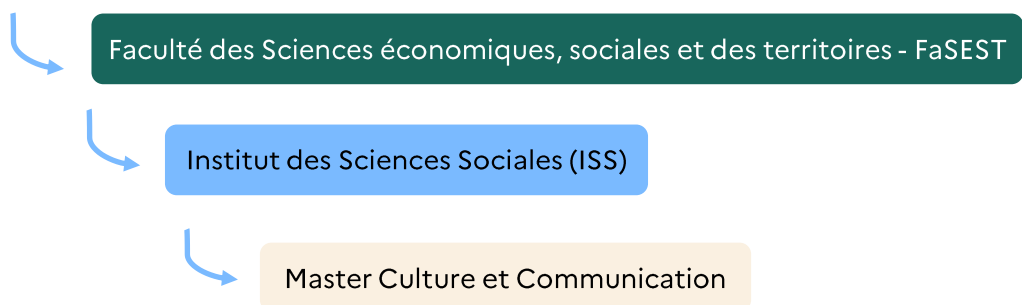 Faculté des Sciences économiques, sociales et des territoires - FaSEST
Institut des Sciences Sociales (ISS)
Master Culture et Communication